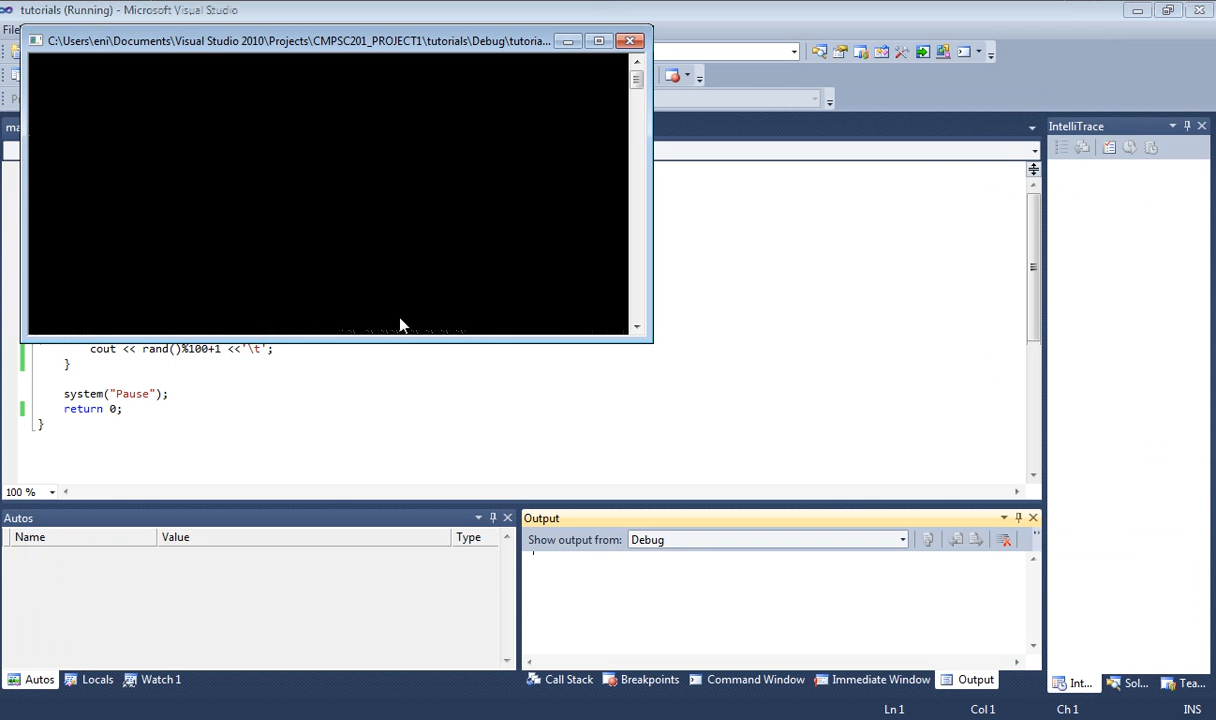 tutorials (Running) - Microsoft Visual Studio
File
C:\Users\eni\Documents\Visual Studio 2010\Projects\CMPSC201_PROJECT1\tutorials\Debug\tutoria...
IntelliTrace
cout << rand()%100+1 <<'\t';
}
system("Pause");
return 0;
}
100 %
Autos
Name Value Type
Output
Show output from: Debug
Autos Locals Watch 1
Call Stack Breakpoints Command Window Immediate Window Output
Int... Sol... Tea...
Ln 1 Col 1 Ch 1 INS